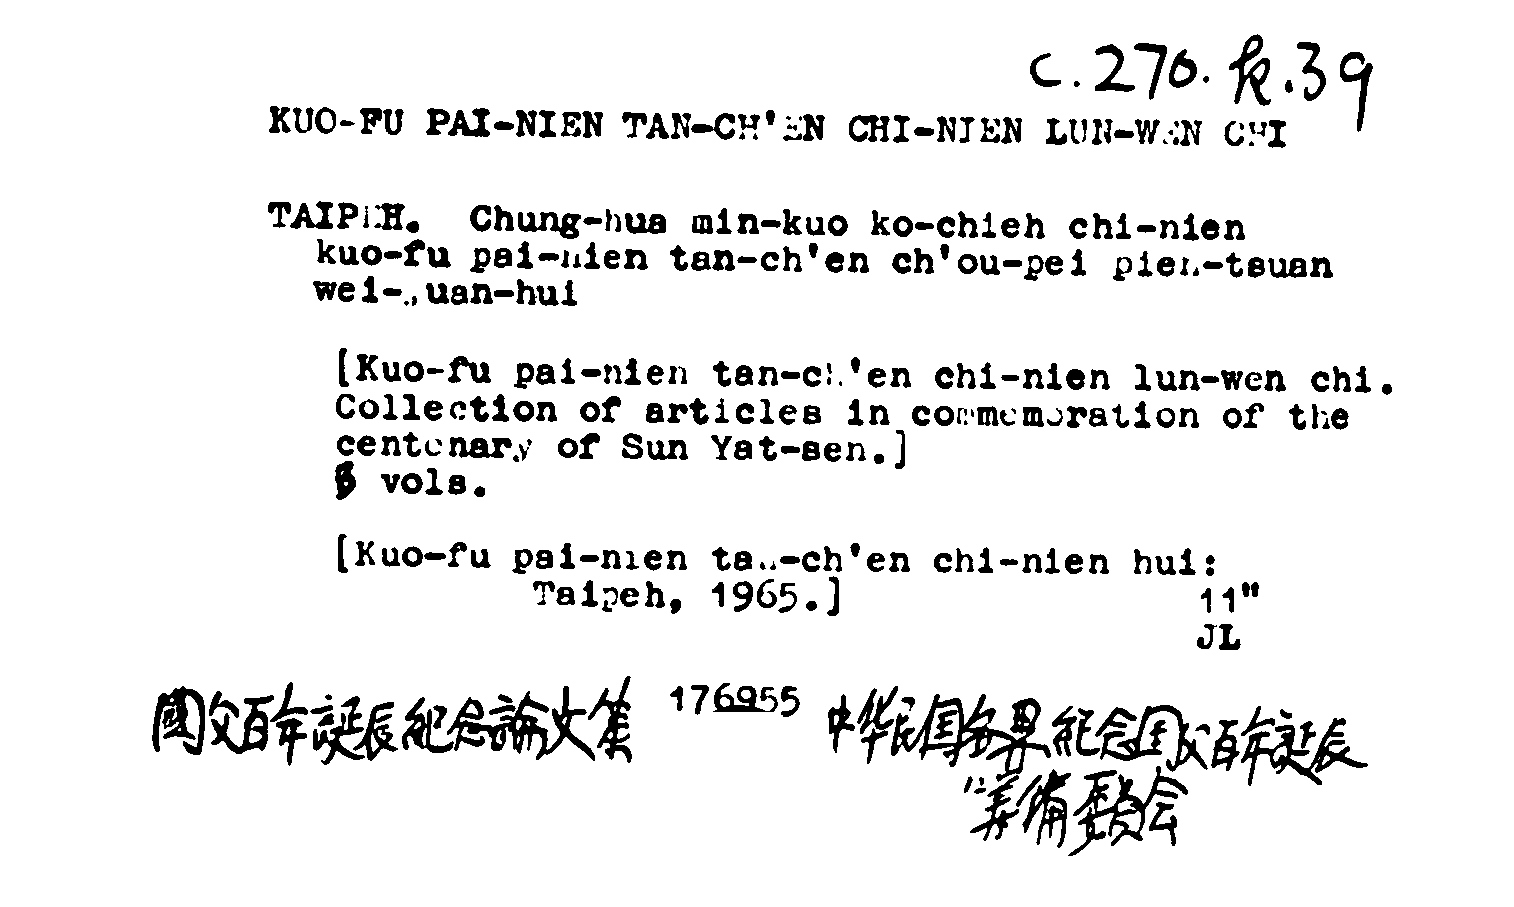 c.270.k.39
KUO-FU PAI-NIEN TAN-CH'EN CHI-NIEN LUN-WEN CHI
TAIPEH. Chung-hua min-kuo ko-chieh chi-nien
kuo-fu pai-nien tan-ch'en ch'ou-pei pien-tsuan
wei-yuan-hui
[Kuo-fu pai-nien tan-ch'en chi-nien lun-wen chi.
Collection of articles in commemoration of the
centenary of Sun Yat-sen.]
vols.
[Kuo-fu pai-nien tan-ch'en chi-nien hui:
Taipeh, 1965.] 11"
JL
國父百年誕辰紀念論文集 176955 中华民国各界紀念国父百年誕辰
筹備委員会